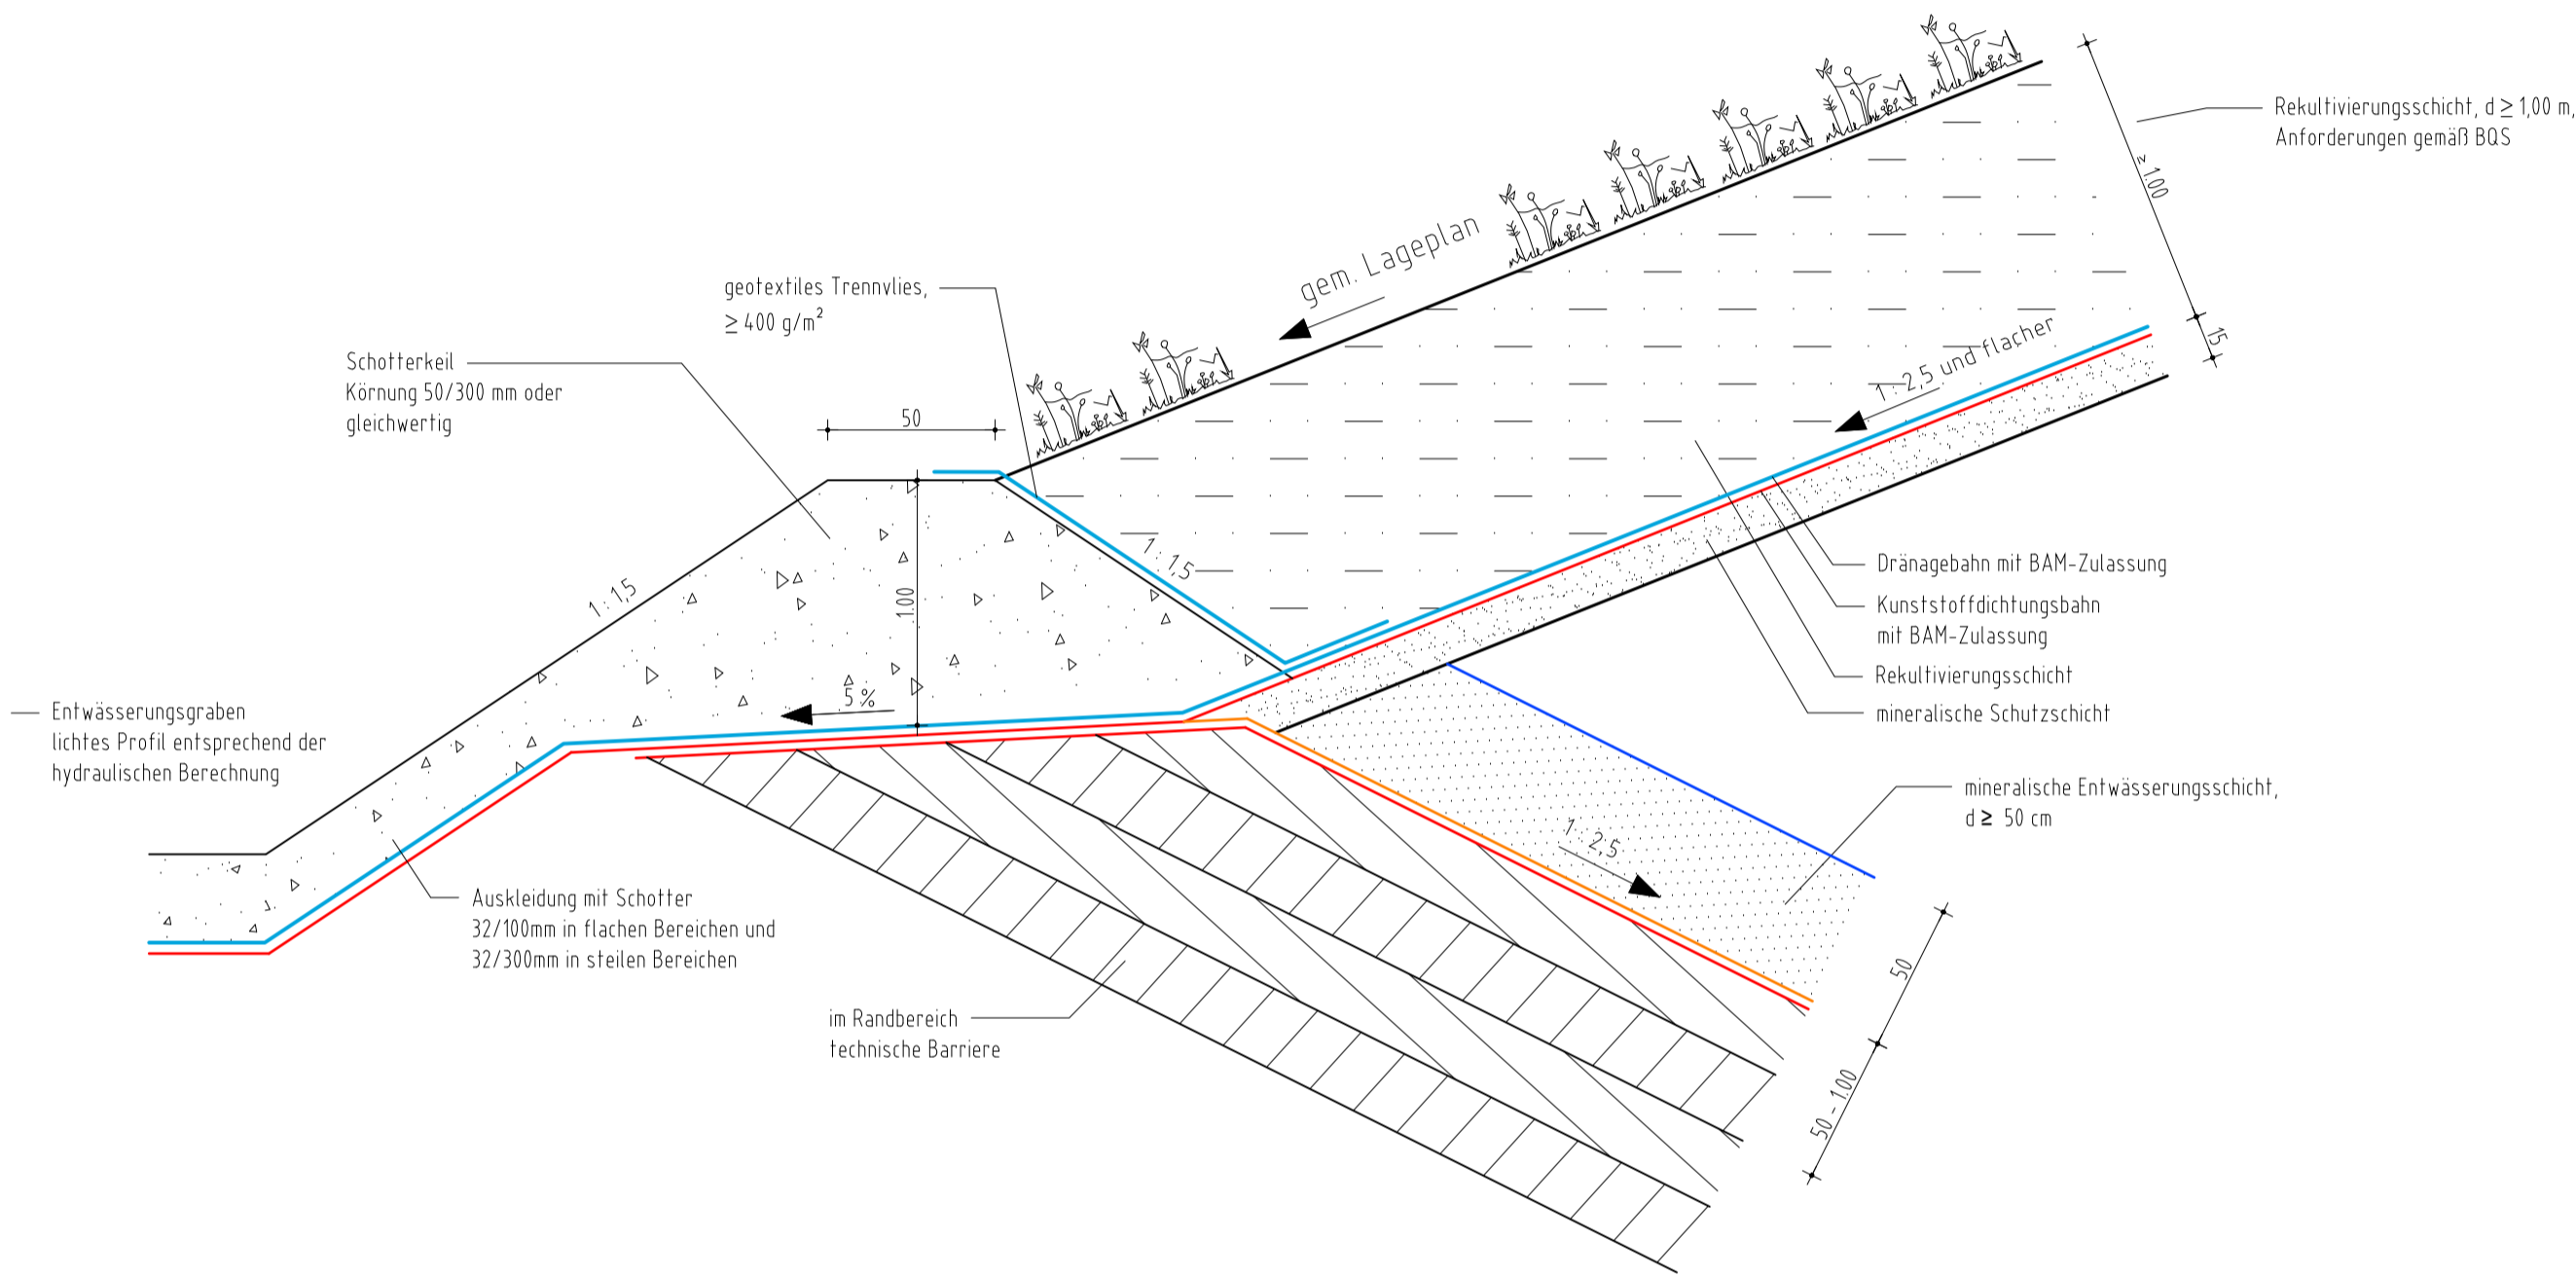 Rekultivierungsschicht, d ≥ 1,00 m,
Anforderungen gemäß BQS
≥ 1.00
15
gem. Lageplan
geotextiles Trennvlies,
≥ 400 g/m²
1 : 2,5 und flacher
Schotterkeil
Körnung 50/300 mm oder
gleichwertig
50
1 : 1,5
1.00
1 : 1,5
Dränagebahn mit BAM-Zulassung
Kunststoffdichtungsbahn
mit BAM-Zulassung
Rekultivierungsschicht
mineralische Schutzschicht
5 %
Entwässerungsgraben
lichtes Profil entsprechend der
hydraulischen Berechnung
mineralische Entwässerungsschicht,
d ≥ 50 cm
1 : 2,5
Auskleidung mit Schotter
32/100mm in flachen Bereichen und
32/300mm in steilen Bereichen
50
im Randbereich
technische Barriere
50 - 1.00